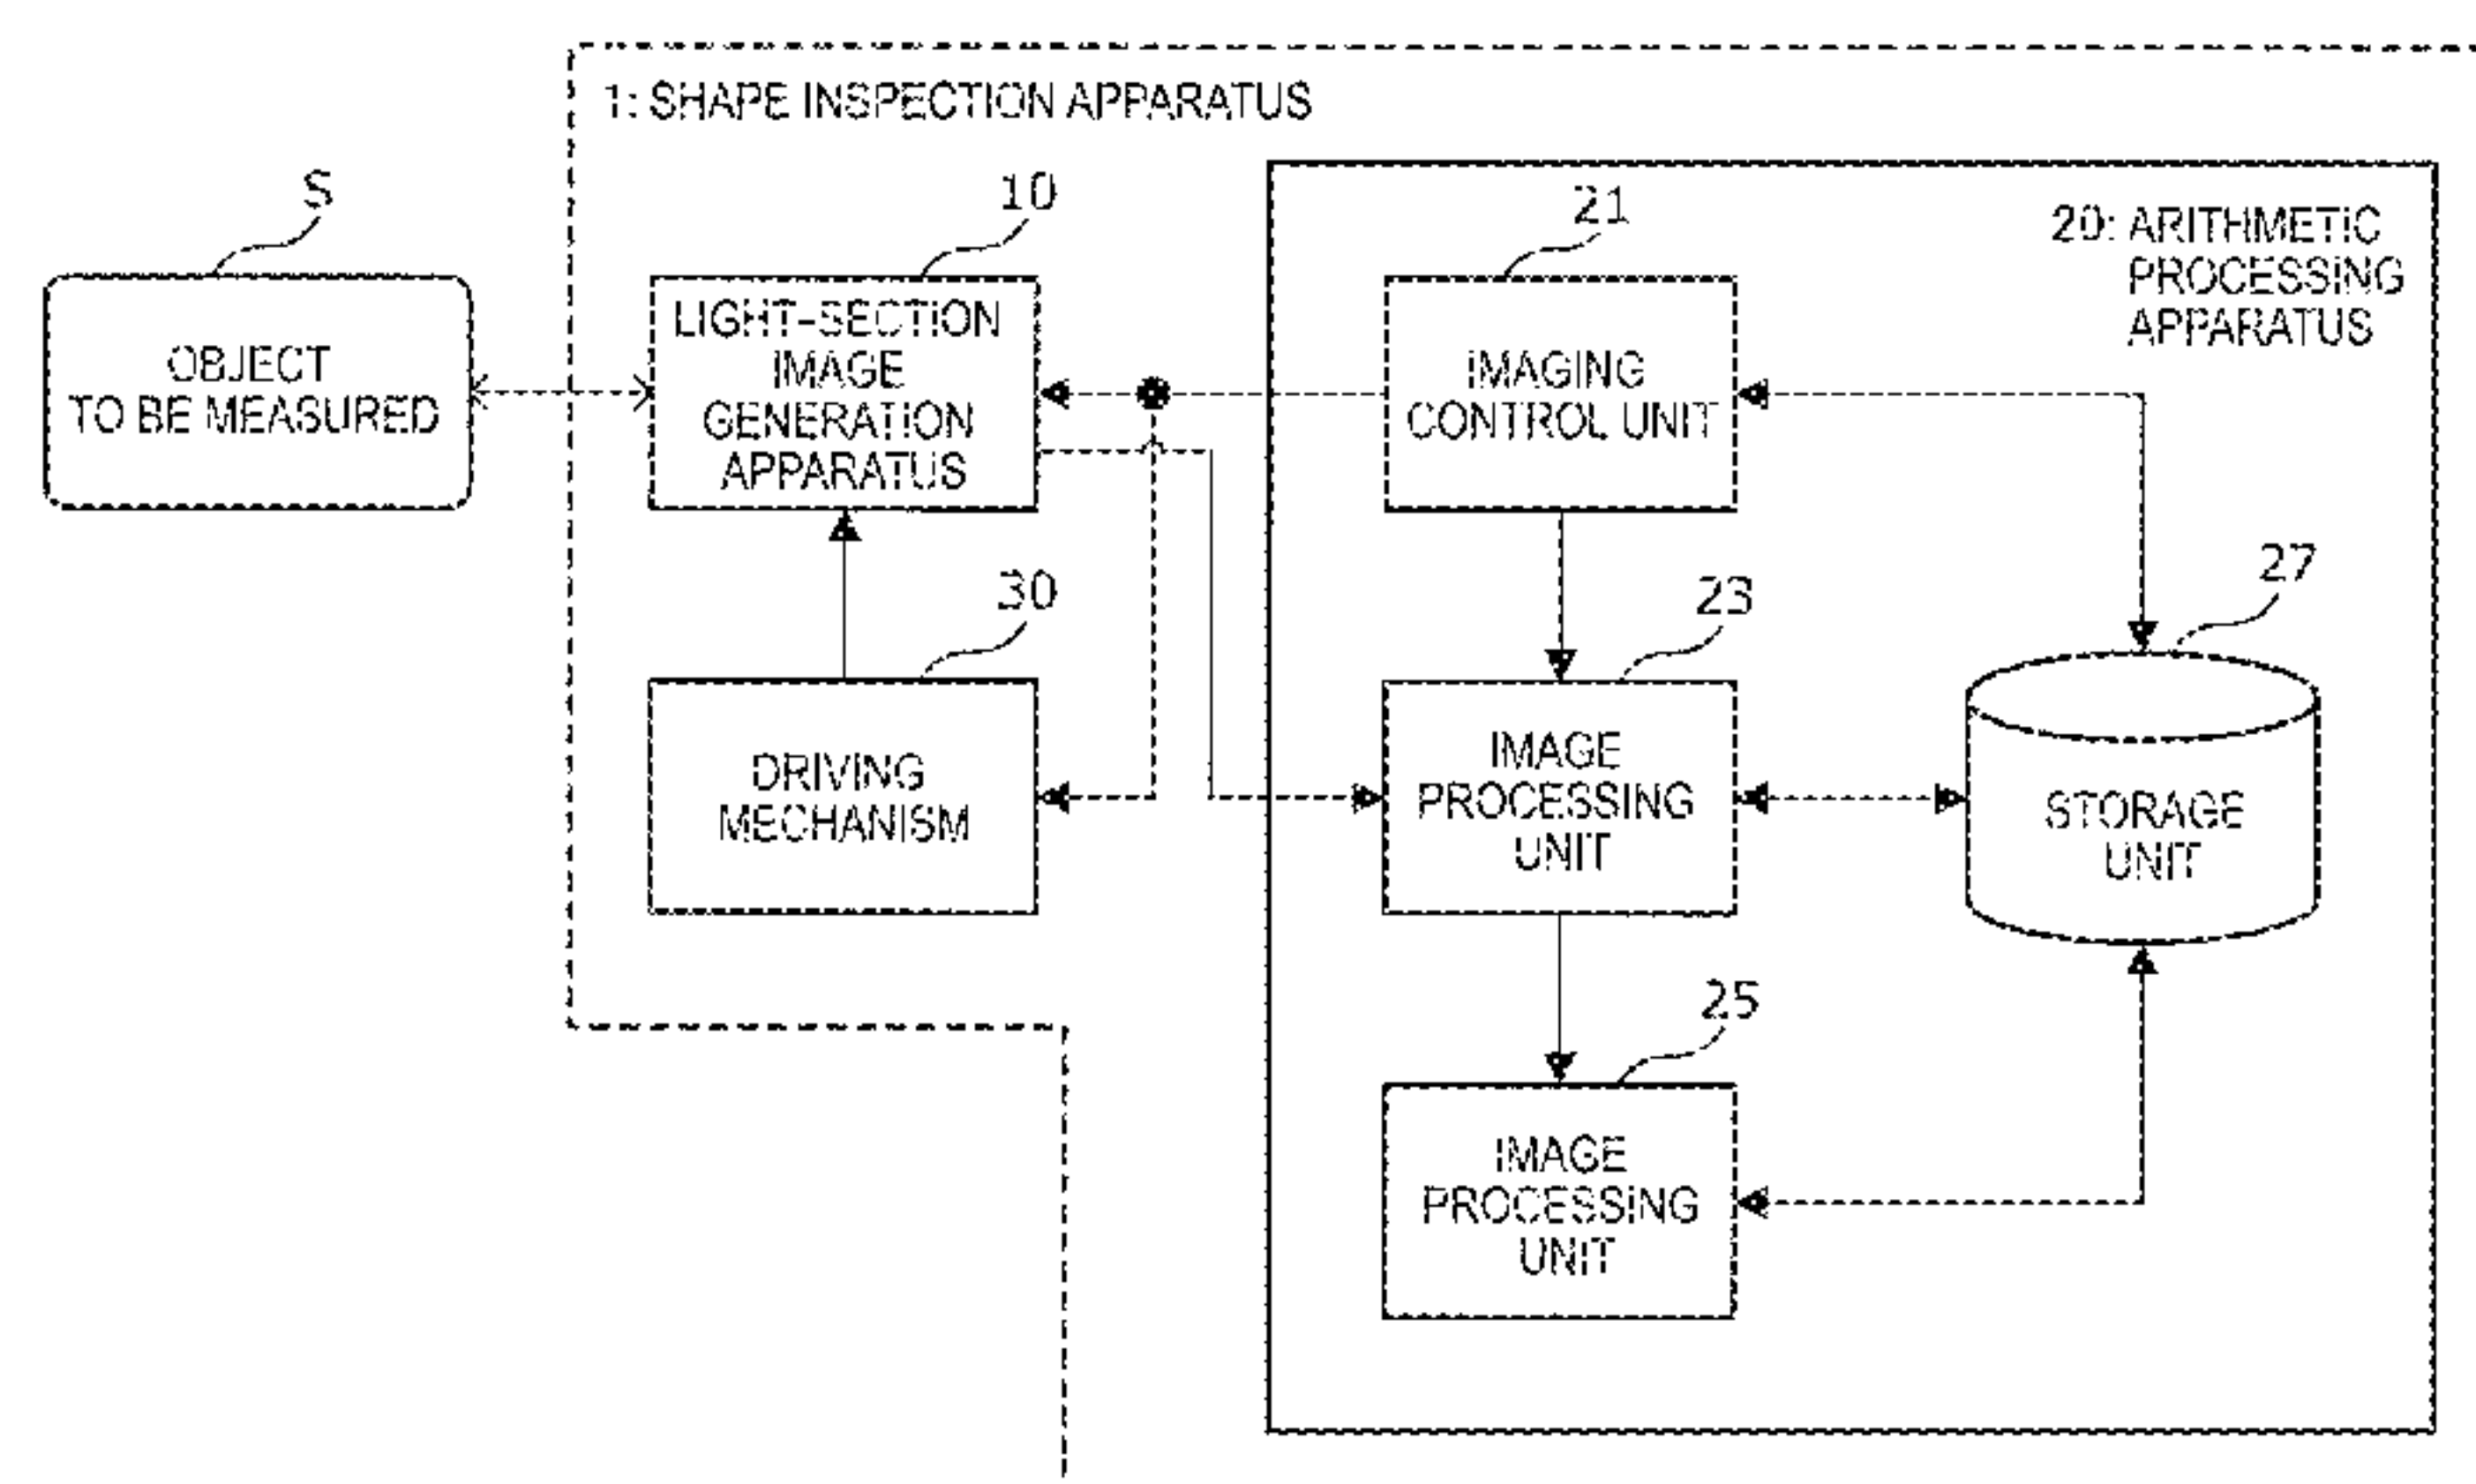 1: SHAPE INSPECTION APPARATUS
S
OBJECT
TO BE MEASURED
10
LIGHT-SECTION
IMAGE
GENERATION
APPARATUS
30
DRIVING
MECHANISM
20: ARITHMETIC
PROCESSING
APPARATUS
21
IMAGING
CONTROL UNIT
23
IMAGE
PROCESSING
UNIT
27
STORAGE
UNIT
25
IMAGE
PROCESSING
UNIT